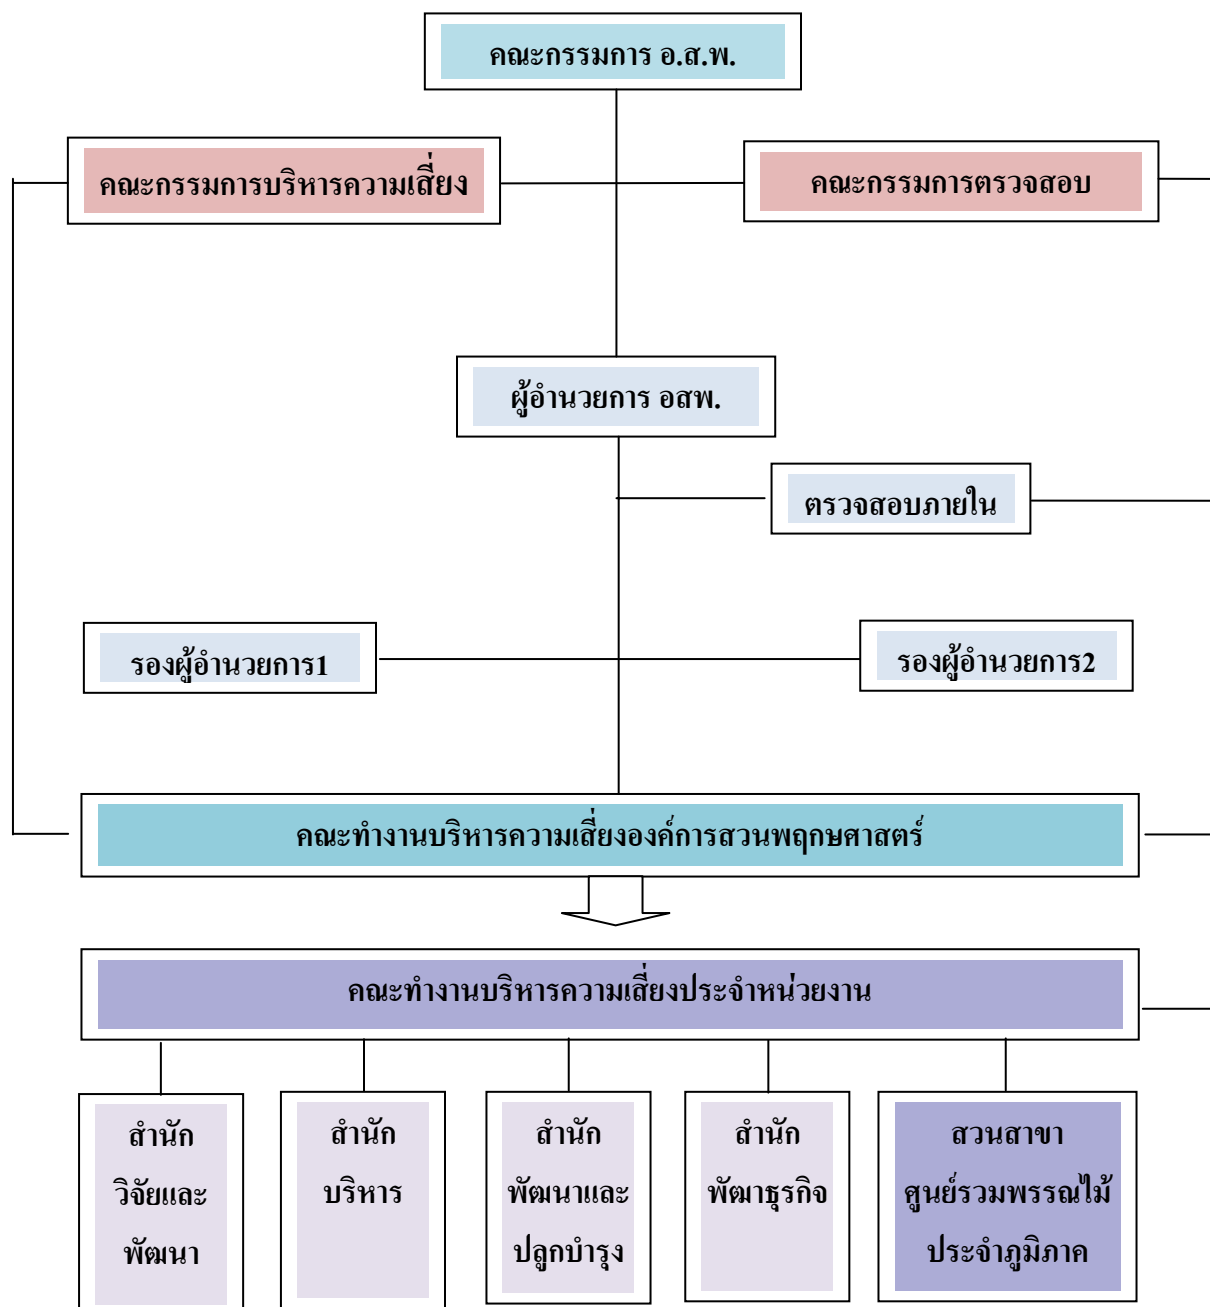 คณะกรรมการ อ.ส.พ.
คณะกรรมการบริหารความเสี่ยง
คณะกรรมการตรวจสอบ
ผู้อำนวยการ อสพ.
ตรวจสอบภายใน
รองผู้อำนวยการ1
รองผู้อำนวยการ2
คณะทำงานบริหารความเสี่ยงองค์การสวนพฤกษศาสตร์
คณะทำงานบริหารความเสี่ยงประจำหน่วยงาน
สำนัก
วิจัยและ
พัฒนา
สำนัก
บริหาร
สำนัก
พัฒนาและ
ปลูกบำรุง
สำนัก
พัฒาธุรกิจ
สวนสาขา
ศูนย์รวมพรรณไม้
ประจำภูมิภาค